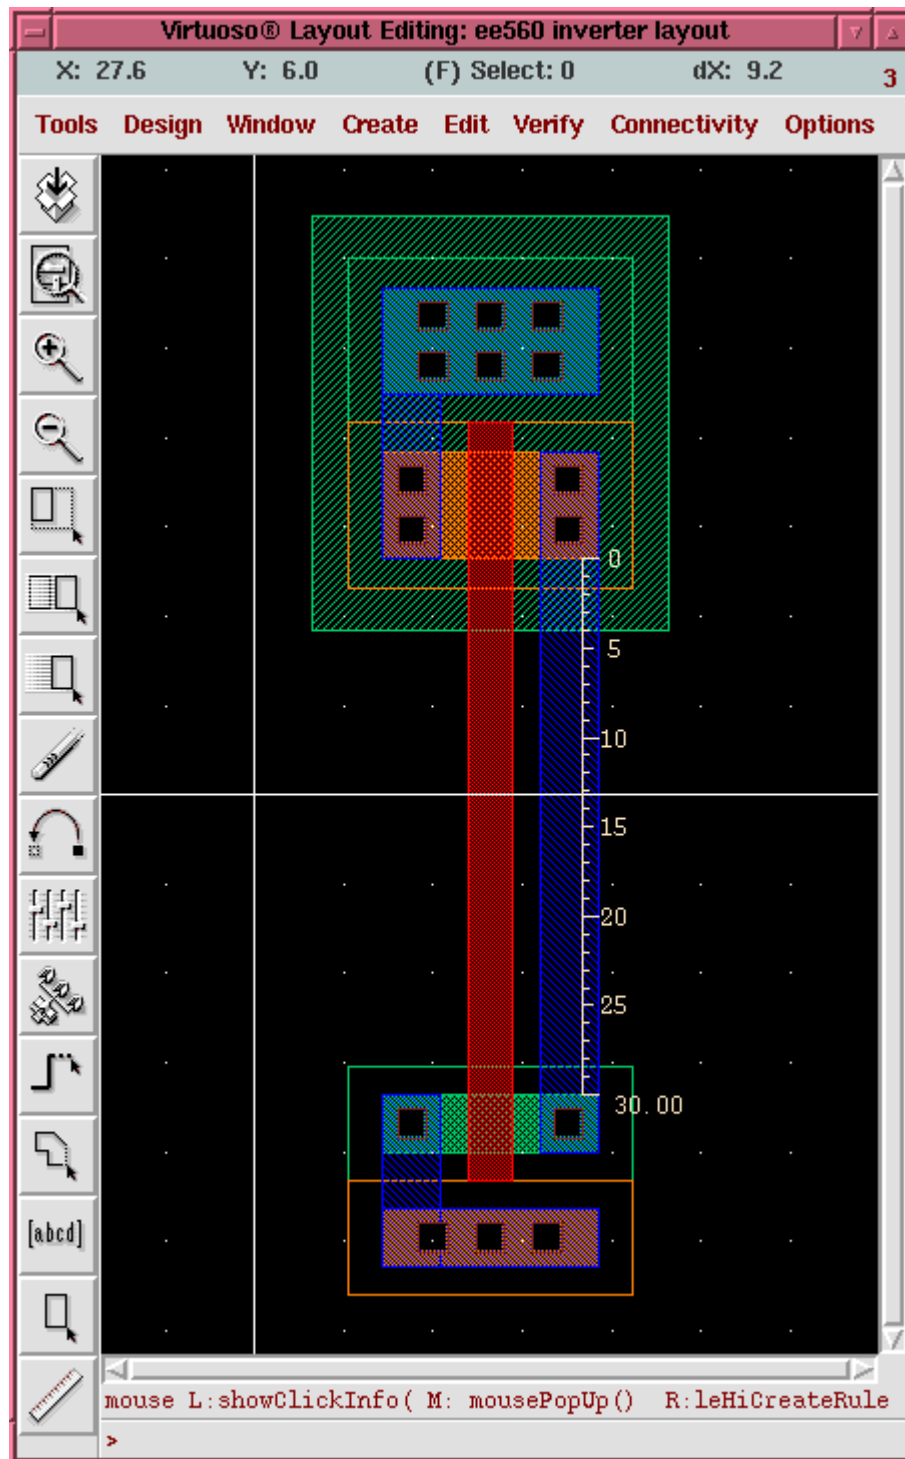 Virtuoso® Layout Editing: ee560 inverter layout
X: 27.6 Y: 6.0 (F) Select: 0 dX: 9.2 3
Tools Design Window Create Edit Verify Connectivity Options
0
5
10
15
20
25
30.00
[abcd]
mouse L:showClickInfo( M: mousePopUp() R:leHiCreateRule
>